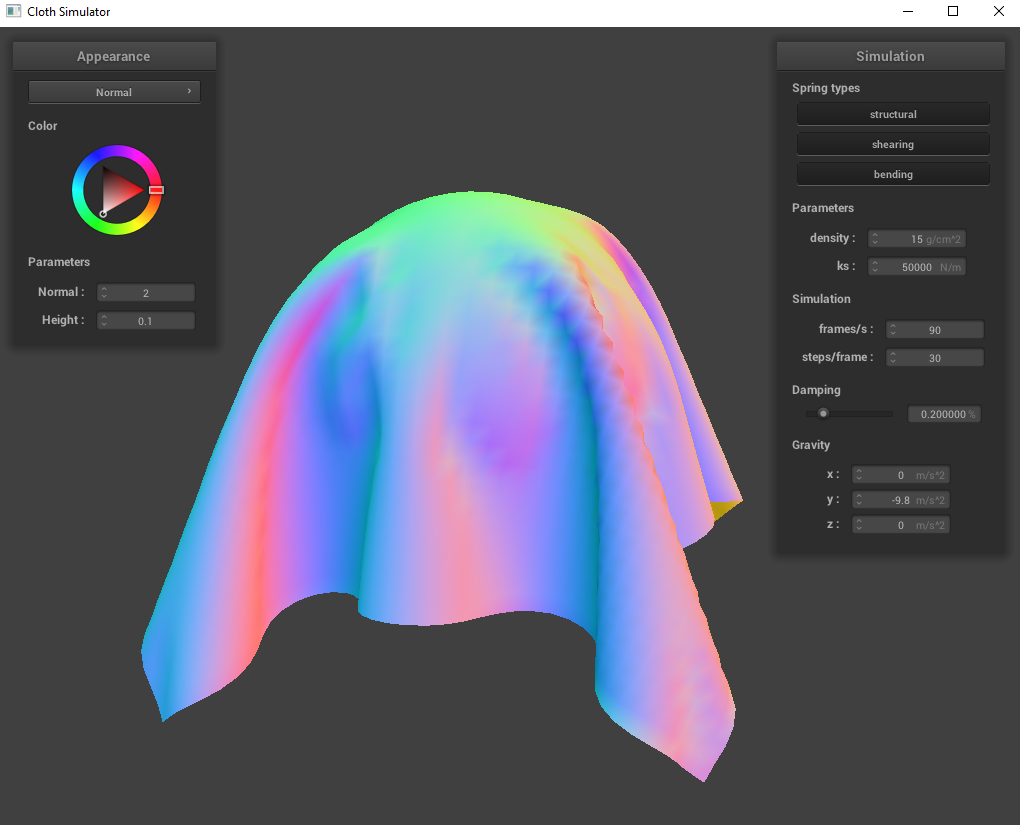 Cloth Simulator
Appearance
Normal ›
Color
Parameters
Normal : 2
Height : 0.1
Simulation
Spring types
structural
shearing
bending
Parameters
density : 15 g/cm^2
ks : 50000 N/m
Simulation
frames/s : 90
steps/frame : 30
Damping
0.200000 %
Gravity
x : 0 m/s^2
y : -9.8 m/s^2
z : 0 m/s^2